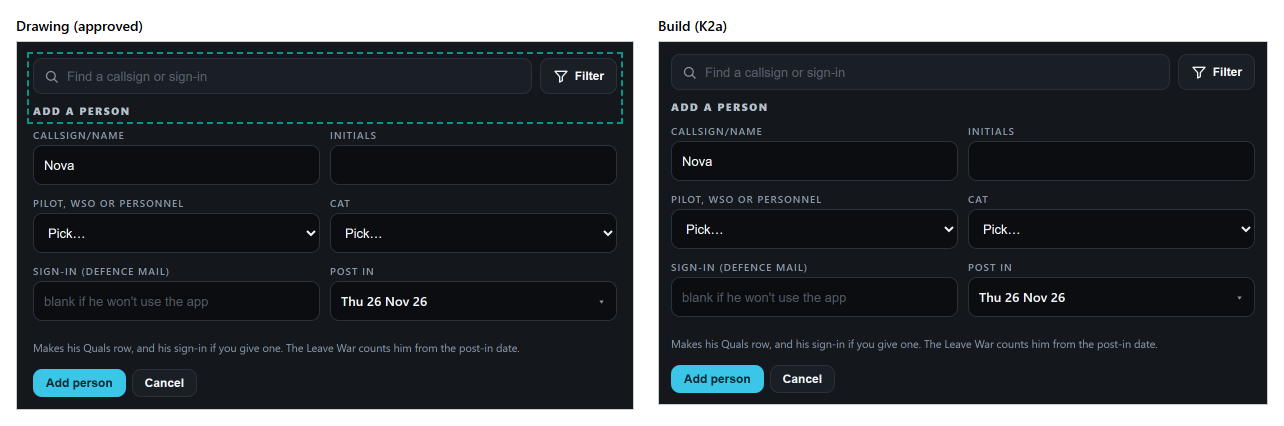 Drawing (approved)
Find a callsign or sign-in
Filter
ADD A PERSON
CALLSIGN/NAME
INITIALS
Nova
PILOT, WSO OR PERSONNEL
CAT
Pick...
Pick...
SIGN-IN (DEFENCE MAIL)
POST IN
blank if he won't use the app
Thu 26 Nov 26
Makes his Quals row, and his sign-in if you give one. The Leave War counts him from the post-in date.
Add person
Cancel
Build (K2a)
Find a callsign or sign-in
Filter
ADD A PERSON
CALLSIGN/NAME
INITIALS
Nova
PILOT, WSO OR PERSONNEL
CAT
Pick...
Pick...
SIGN-IN (DEFENCE MAIL)
POST IN
blank if he won't use the app
Thu 26 Nov 26
Makes his Quals row, and his sign-in if you give one. The Leave War counts him from the post-in date.
Add person
Cancel